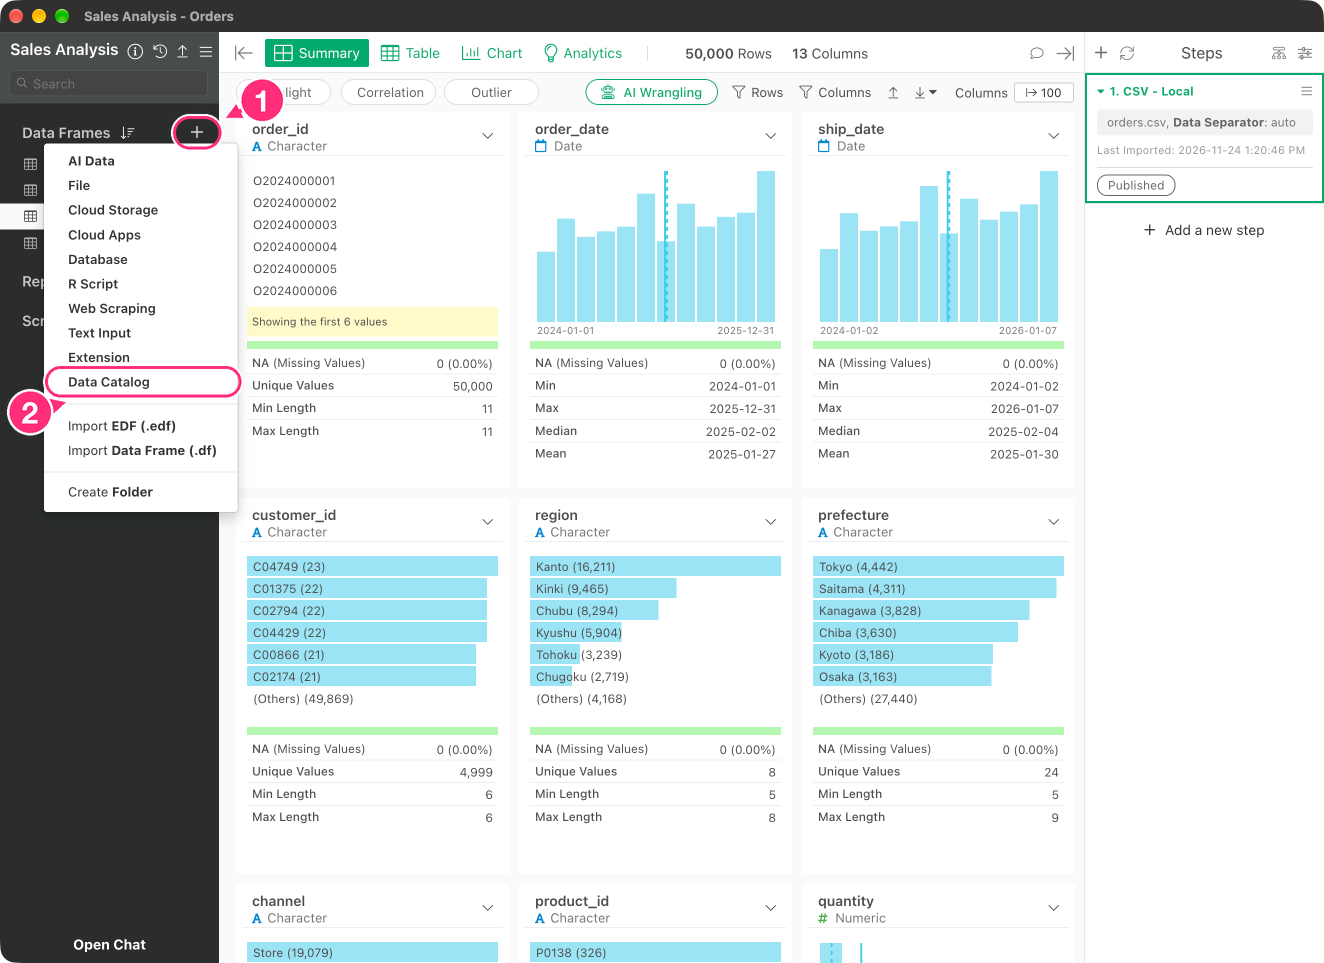 Sales Analysis - Orders
Sales Analysis
Search
Data Frames
1
AI Data
File
Cloud Storage
Cloud Apps
Database
R Script
Web Scraping
Text Input
Extension
Data Catalog
2
Import EDF (.edf)
Import Data Frame (.df)
Create Folder
Open Chat
Summary
Table
Chart
Analytics
50,000 Rows
13 Columns
light
Correlation
Outlier
AI Wrangling
Rows
Columns
Columns
100
order_id
Character
O2024000001
O2024000002
O2024000003
O2024000004
O2024000005
O2024000006
Showing the first 6 values
NA (Missing Values) 0 (0.00%)
Unique Values 50,000
Min Length 11
Max Length 11
order_date
Date
2024-01-01 2025-12-31
NA (Missing Values) 0 (0.00%)
Min 2024-01-01
Max 2025-12-31
Median 2025-02-02
Mean 2025-01-27
ship_date
Date
2024-01-02 2026-01-07
NA (Missing Values) 0 (0.00%)
Min 2024-01-02
Max 2026-01-07
Median 2025-02-04
Mean 2025-01-30
customer_id
Character
C04749 (23)
C01375 (22)
C02794 (22)
C04429 (22)
C00866 (21)
C02174 (21)
(Others) (49,869)
NA (Missing Values) 0 (0.00%)
Unique Values 4,999
Min Length 6
Max Length 6
region
Character
Kanto (16,211)
Kinki (9,465)
Chubu (8,294)
Kyushu (5,904)
Tohoku (3,239)
Chugoku (2,719)
(Others) (4,168)
NA (Missing Values) 0 (0.00%)
Unique Values 8
Min Length 5
Max Length 8
prefecture
Character
Tokyo (4,442)
Saitama (4,311)
Kanagawa (3,828)
Chiba (3,630)
Kyoto (3,186)
Osaka (3,163)
(Others) (27,440)
NA (Missing Values) 0 (0.00%)
Unique Values 24
Min Length 5
Max Length 9
channel
Character
Store (19,079)
product_id
Character
P0138 (326)
quantity
# Numeric
Steps
1. CSV - Local
orders.csv, Data Separator: auto
Last Imported: 2026-11-24 1:20:46 PM
Published
+ Add a new step